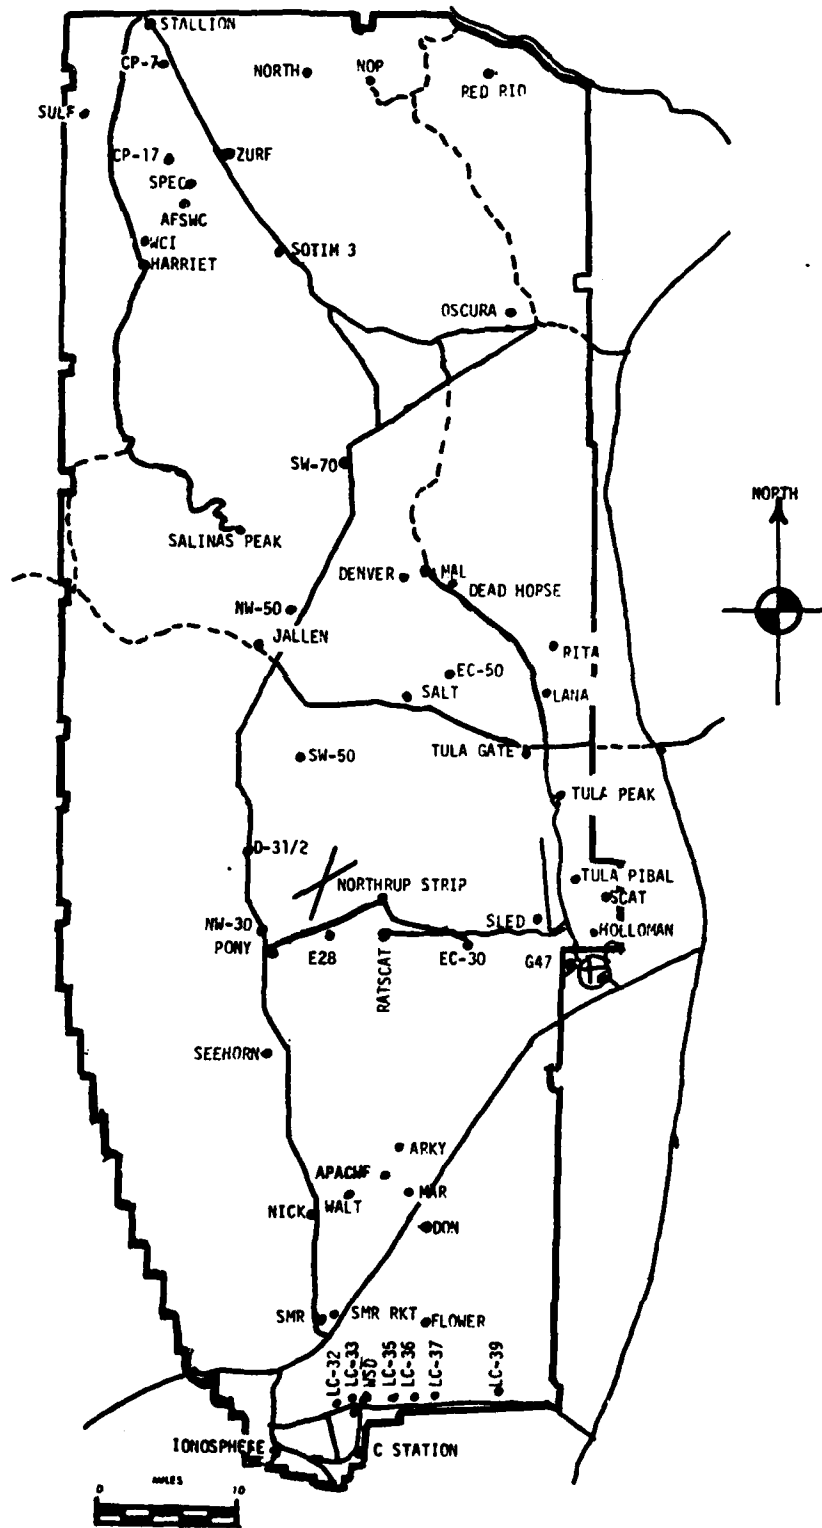 STALLION
CP-7
NORTH
NOP
RED RIO
SULF
CP-17
ZURF
SPEC
AFSWC
WCI
HARRIET
SOTIM 3
OSCURA
SW-70
NORTH
SALINAS PEAK
DENVER
MAL
DEAD HOPSE
NW-50
JALLEN
RITA
EC-50
SALT
LANA
TULA GATE
SW-50
TULA PEAK
D-31/2
NORTHRUP STRIP
TULA PIBAL
SCAT
SLED
NW-30
HOLLOMAN
PONY
E28
RATSCAT
EC-30
G47
SEEHORN
ARKY
APACWF
MAR
WALT
NICK
DON
SMR
SMR RKT
FLOWER
LC-32
LC-33
WSD
LC-35
LC-36
LC-37
LC-39
IONOSPHERE
C STATION
MILES
0 10